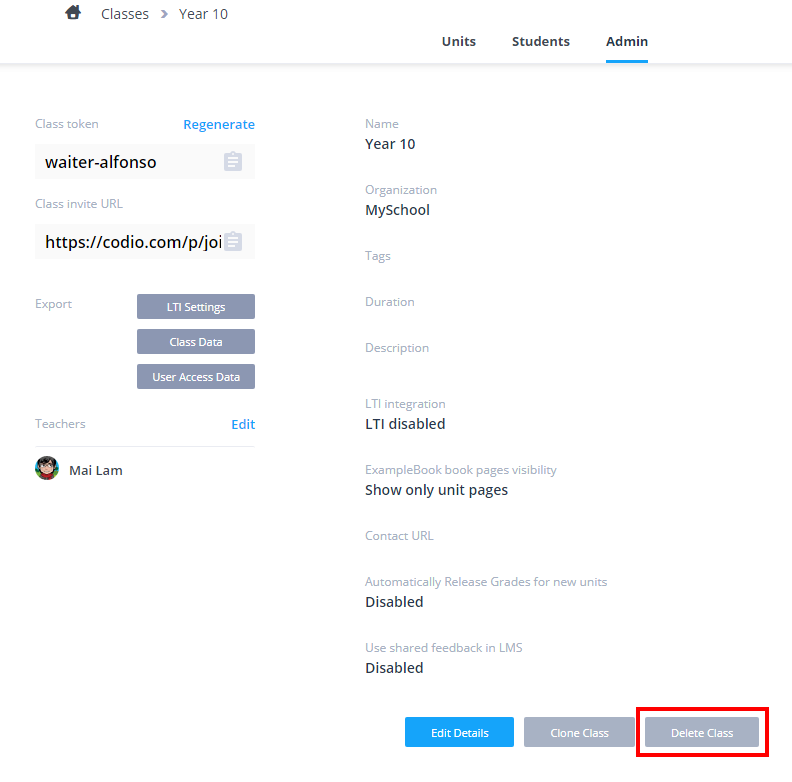 Classes > Year 10
Units Students Admin
Class token Regenerate
waiter-alfonso
Class invite URL
https://codio.com/p/joi
Export LTI Settings
Class Data
User Access Data
Teachers Edit
Mai Lam
Name
Year 10
Organization
MySchool
Tags
Duration
Description
LTI integration
LTI disabled
ExampleBook book pages visibility
Show only unit pages
Contact URL
Automatically Release Grades for new units
Disabled
Use shared feedback in LMS
Disabled
Edit Details Clone Class Delete Class